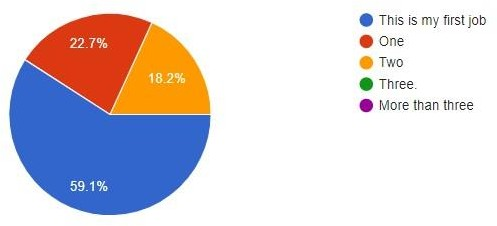 22.7%
18.2%
59.1%
This is my first job
One
Two
Three.
More than three